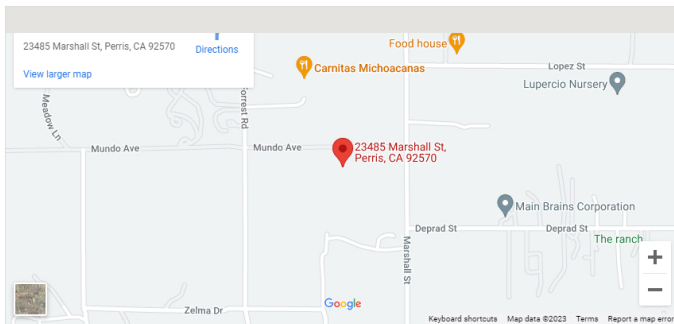 23485 Marshall St, Perris, CA 92570
Directions
View larger map
Food house
Carnitas Michoacanas
Lopez St
Lupercio Nursery
Meadow Ln
Forrest Rd
Mundo Ave
Mundo Ave
23485 Marshall St,
Perris, CA 92570
Main Brains Corporation
Deprad St
Deprad St
The ranch
Marshall St
Zelma Dr
Google
Keyboard shortcuts
Map data ©2023
Terms
Report a map error